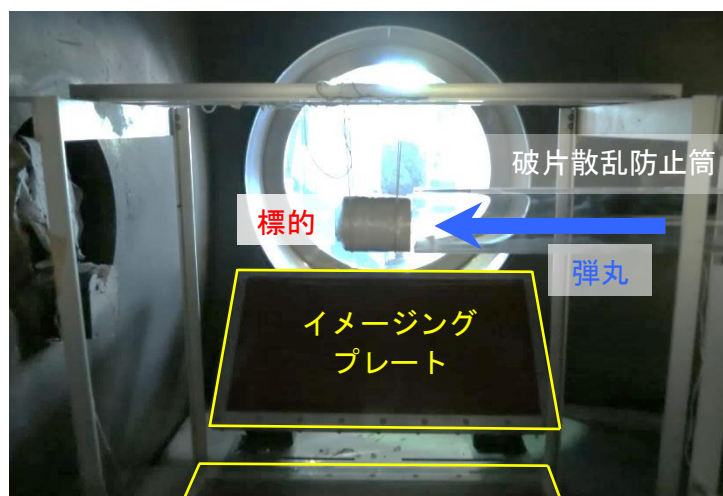 破片散乱防止筒
標的
弾丸
イメージング
プレート